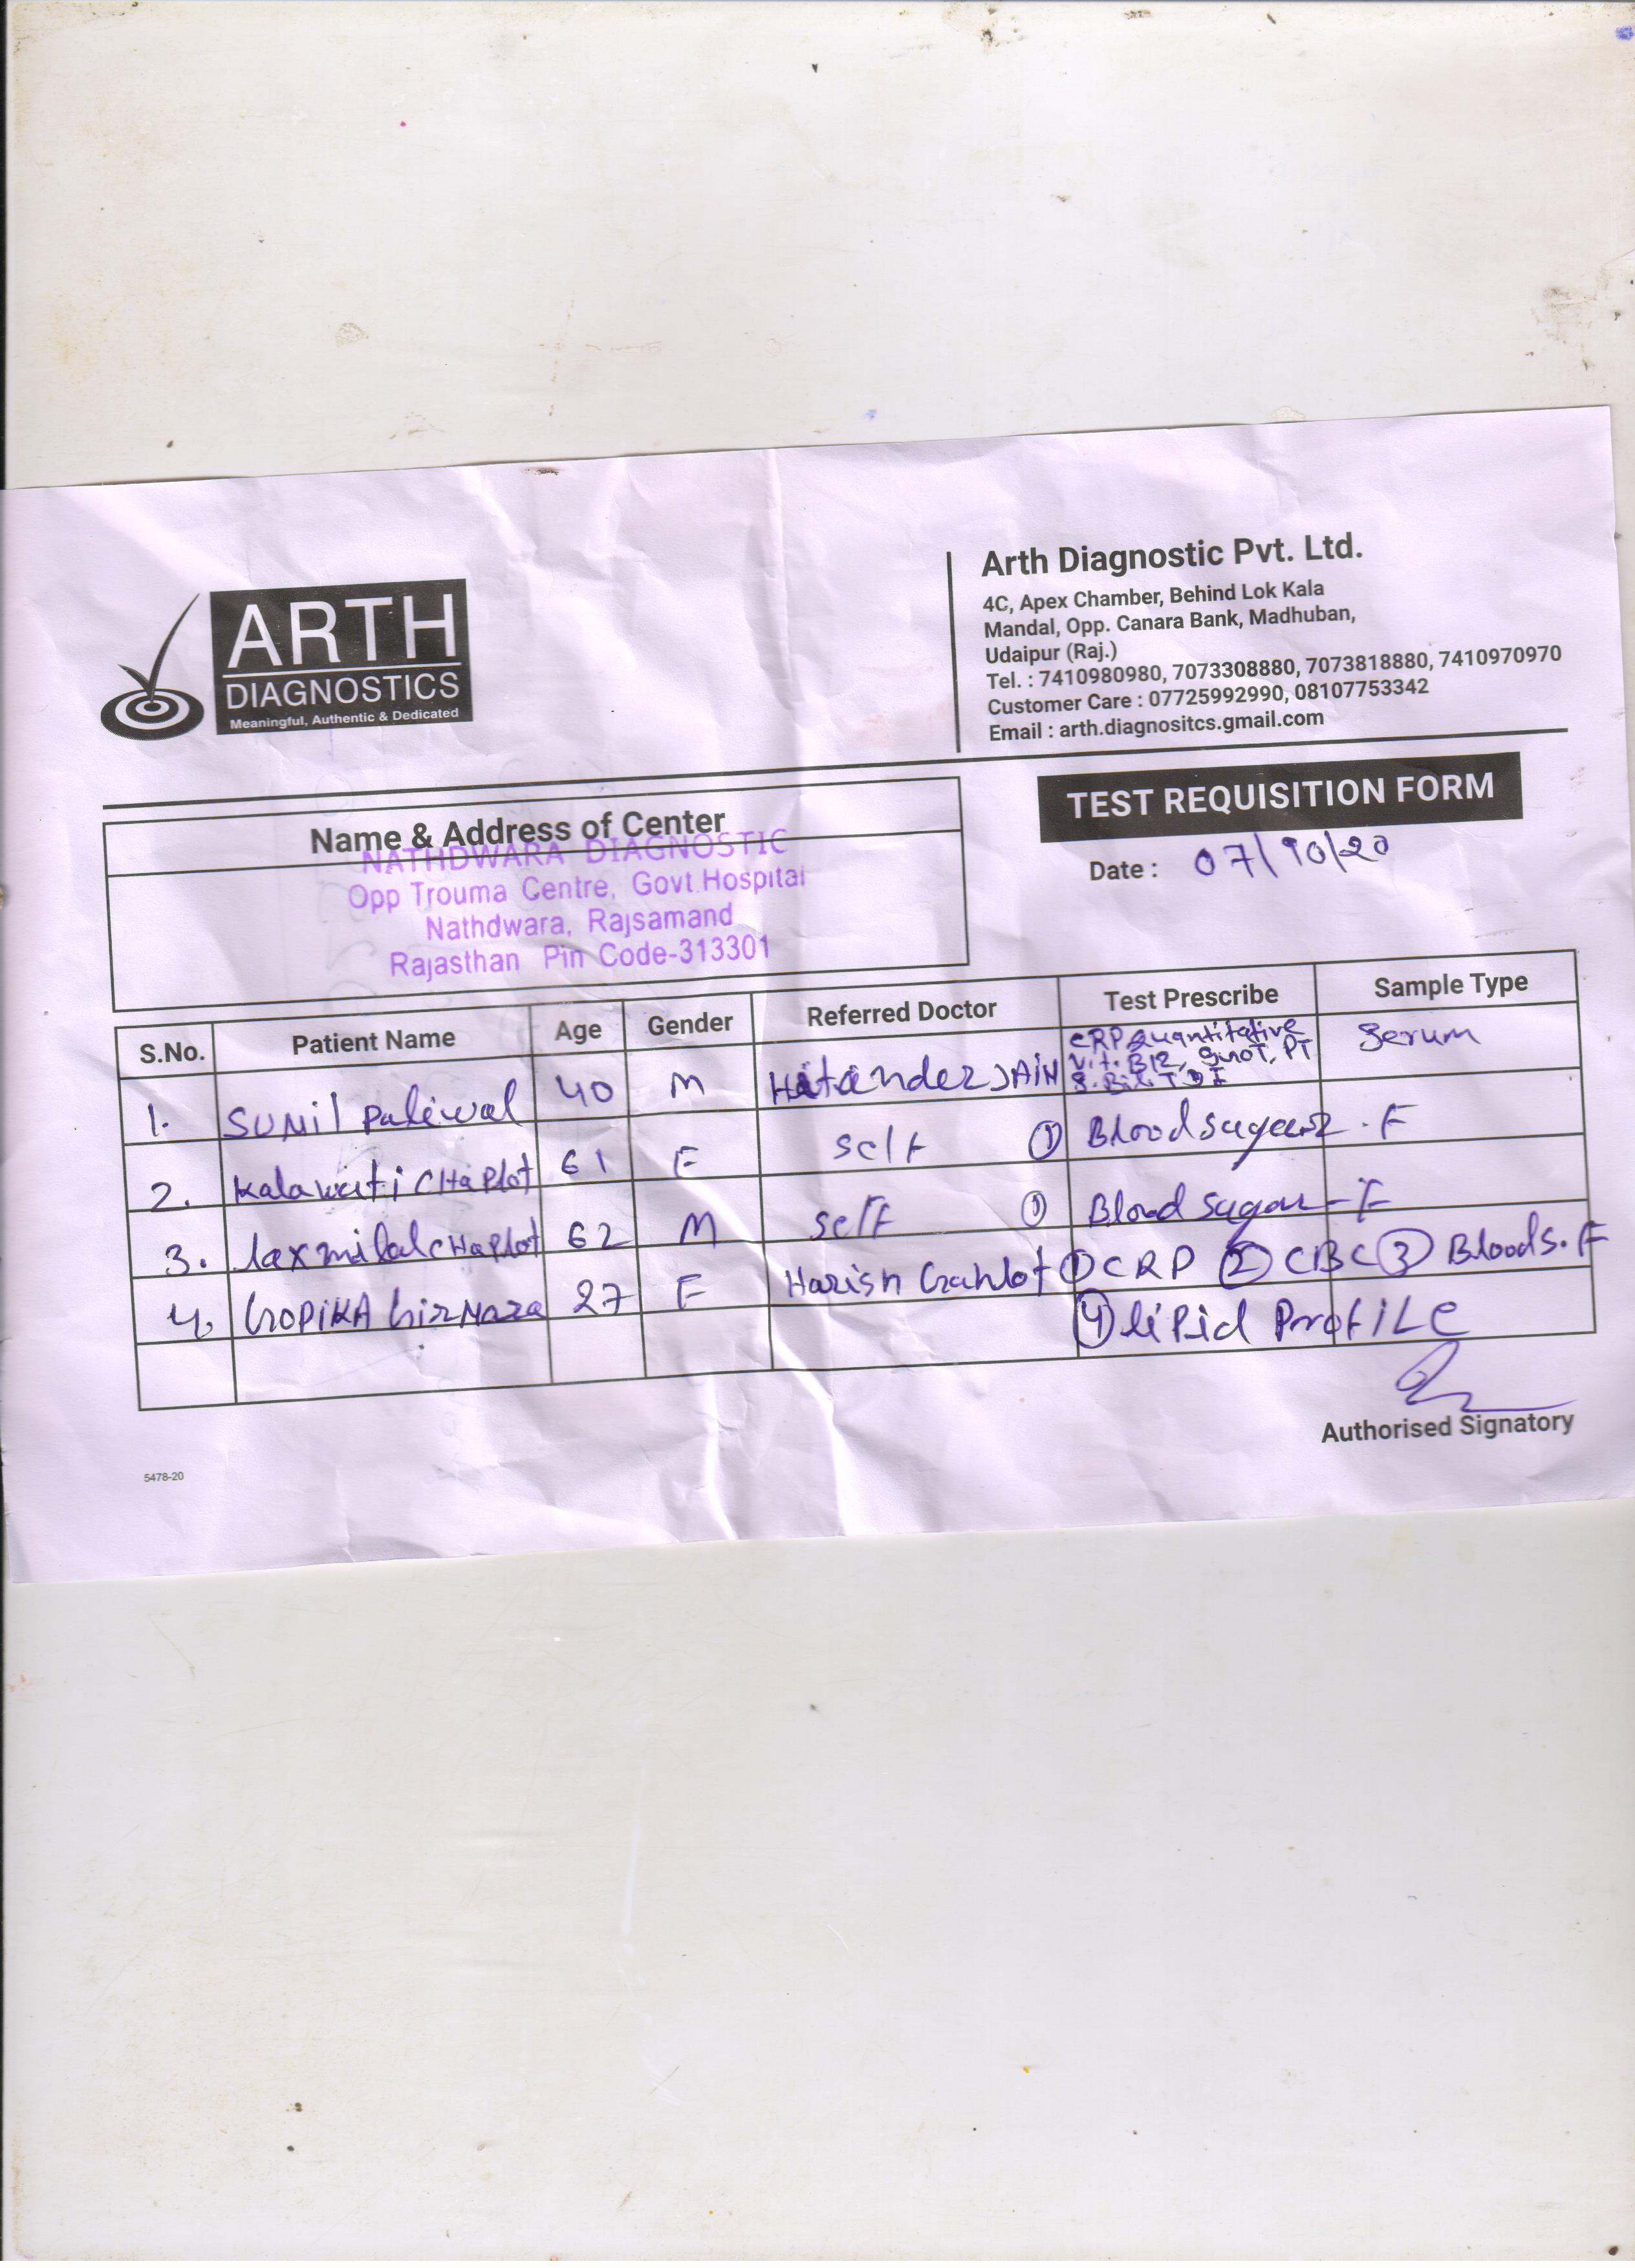 ARTH
DIAGNOSTICS
Meaningful, Authentic & Dedicated
Arth Diagnostic Pvt. Ltd.
4C, Apex Chamber, Behind Lok Kala
Mandal, Opp. Canara Bank, Madhuban,
Udaipur (Raj.)
Tel. : 7410980980, 7073308880, 7073818880, 7410970970
Customer Care : 07725992990, 08107753342
Email : arth.diagnositcs.gmail.com
TEST REQUISITION FORM
Date : 07/10/20
Name & Address of Center
NATHDWARA DIAGNOSTIC
Opp Trouma Centre, Govt.Hospital
Nathdwara, Rajsamand
Rajasthan Pin Code-313301
S.No. Patient Name Age Gender Referred Doctor Test Prescribe Sample Type
1. SUNil Paliwal 40 M JAIN CRP Quantitative Serum
Vit. B12, SGOT, PT
S. Bil. T D I
2. Kalawati CHaPlot 61 F self ① Blood sugar . F
3. laxmilal CHaPlot 62 M self ① Blood sugar - F
4. GOPIKA 27 F Harish Gahlot ① CRP ② CBC ③ Blood S. F
④ liPid ProfiLe
Authorised Signatory
5478-20